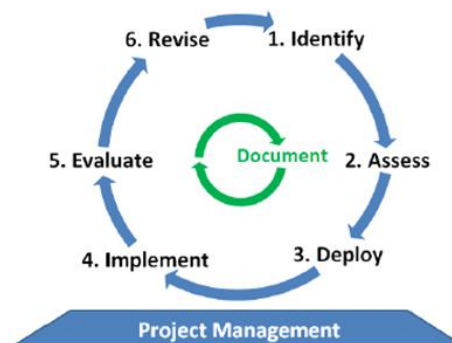 6. Revise
1. Identify
5. Evaluate
Document
2. Assess
4. Implement
3. Deploy
Project Management